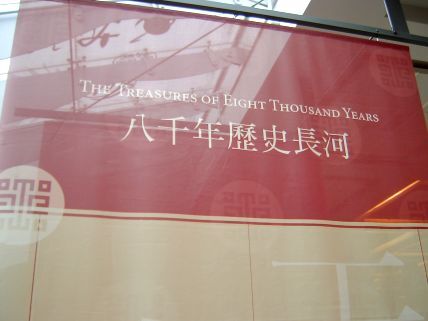 THE TREASURES OF EIGHT THOUSAND YEARS
八千年歷史長河